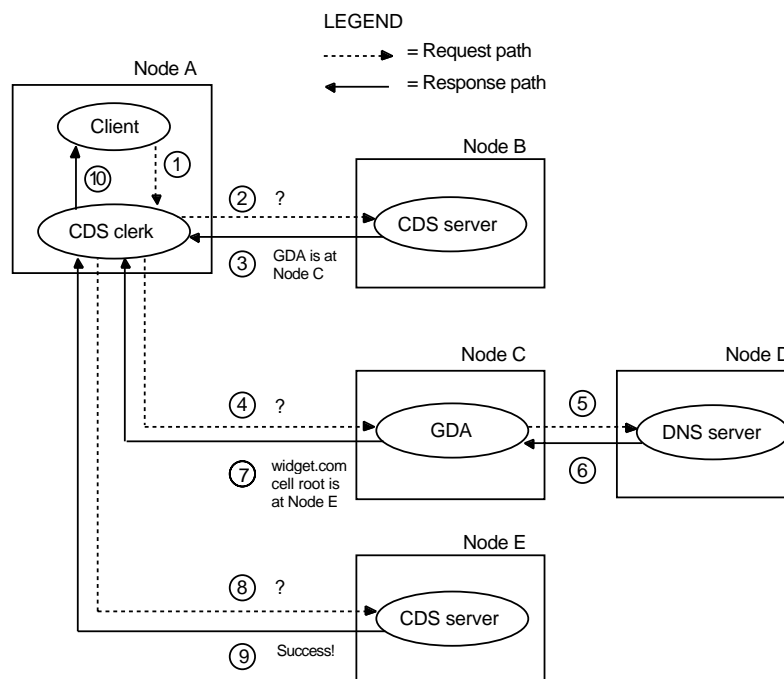 LEGEND
= Request path
= Response path
Node A
Client
1
10
CDS clerk
Node B
2 ?
CDS server
3 GDA is at
Node C
Node C
Node D
4 ?
GDA
5
DNS server
6
7 widget.com
cell root is
at Node E
Node E
8 ?
CDS server
9 Success!